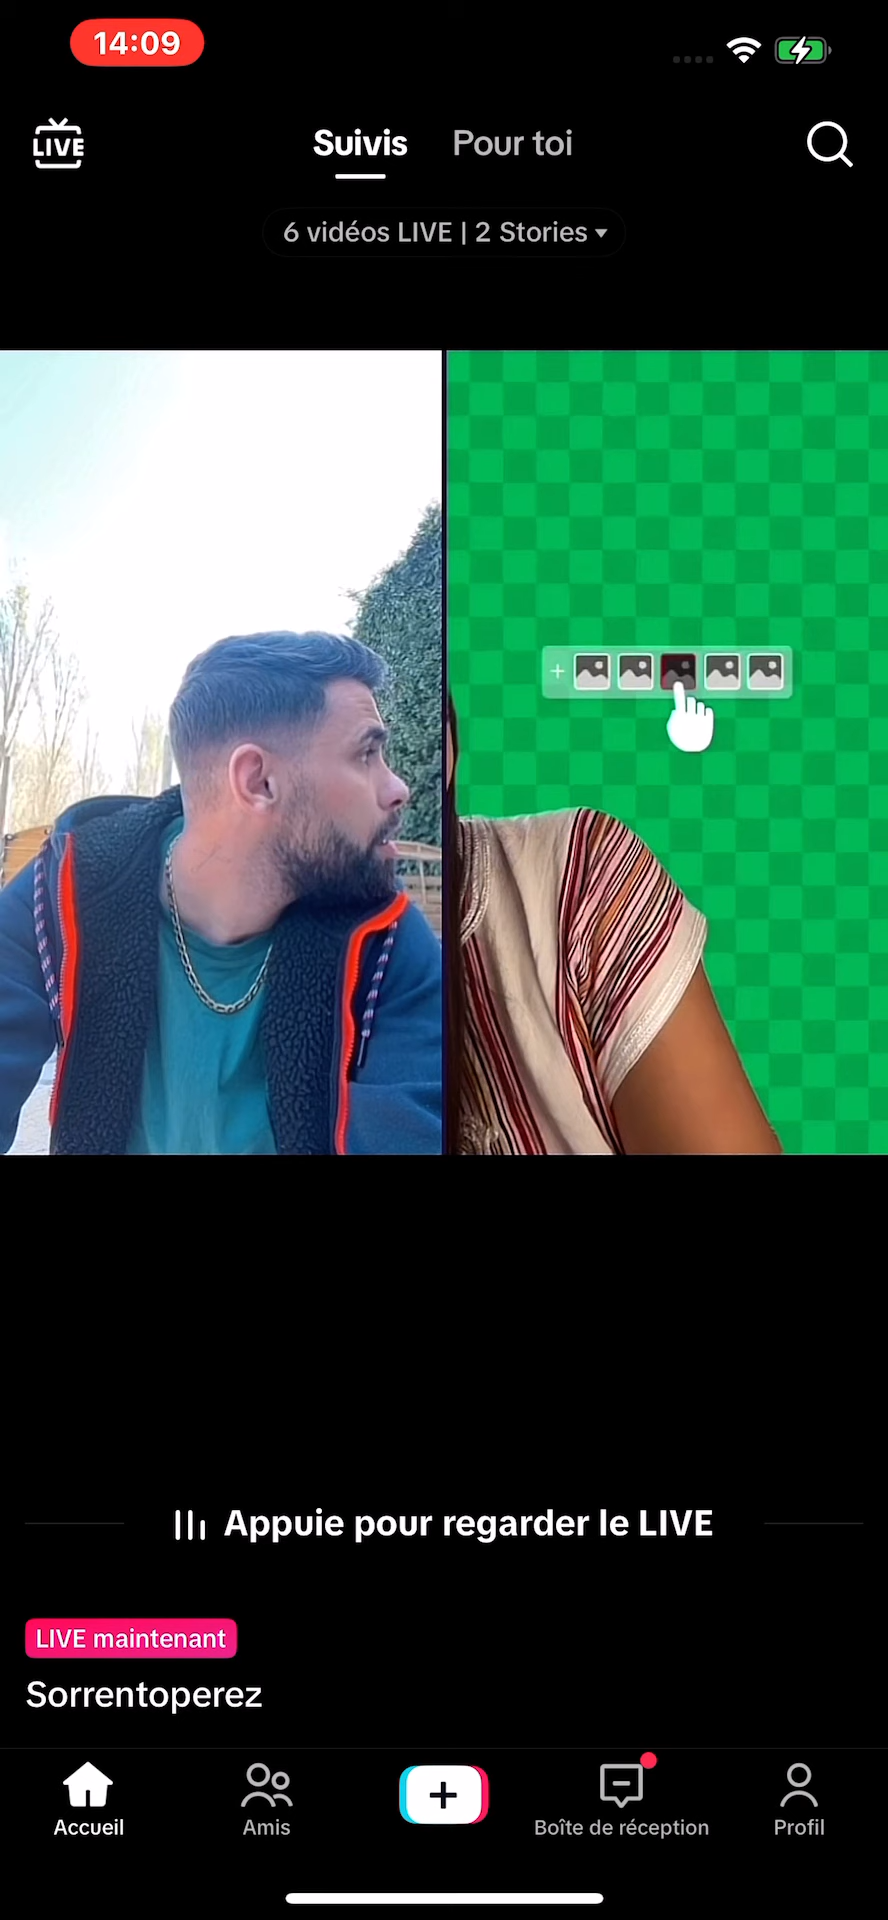 14:09
LIVE
Suivis
Pour toi
6 vidéos LIVE | 2 Stories
Appuie pour regarder le LIVE
LIVE maintenant
Sorrentoperez
Accueil
Amis
Boîte de réception
Profil